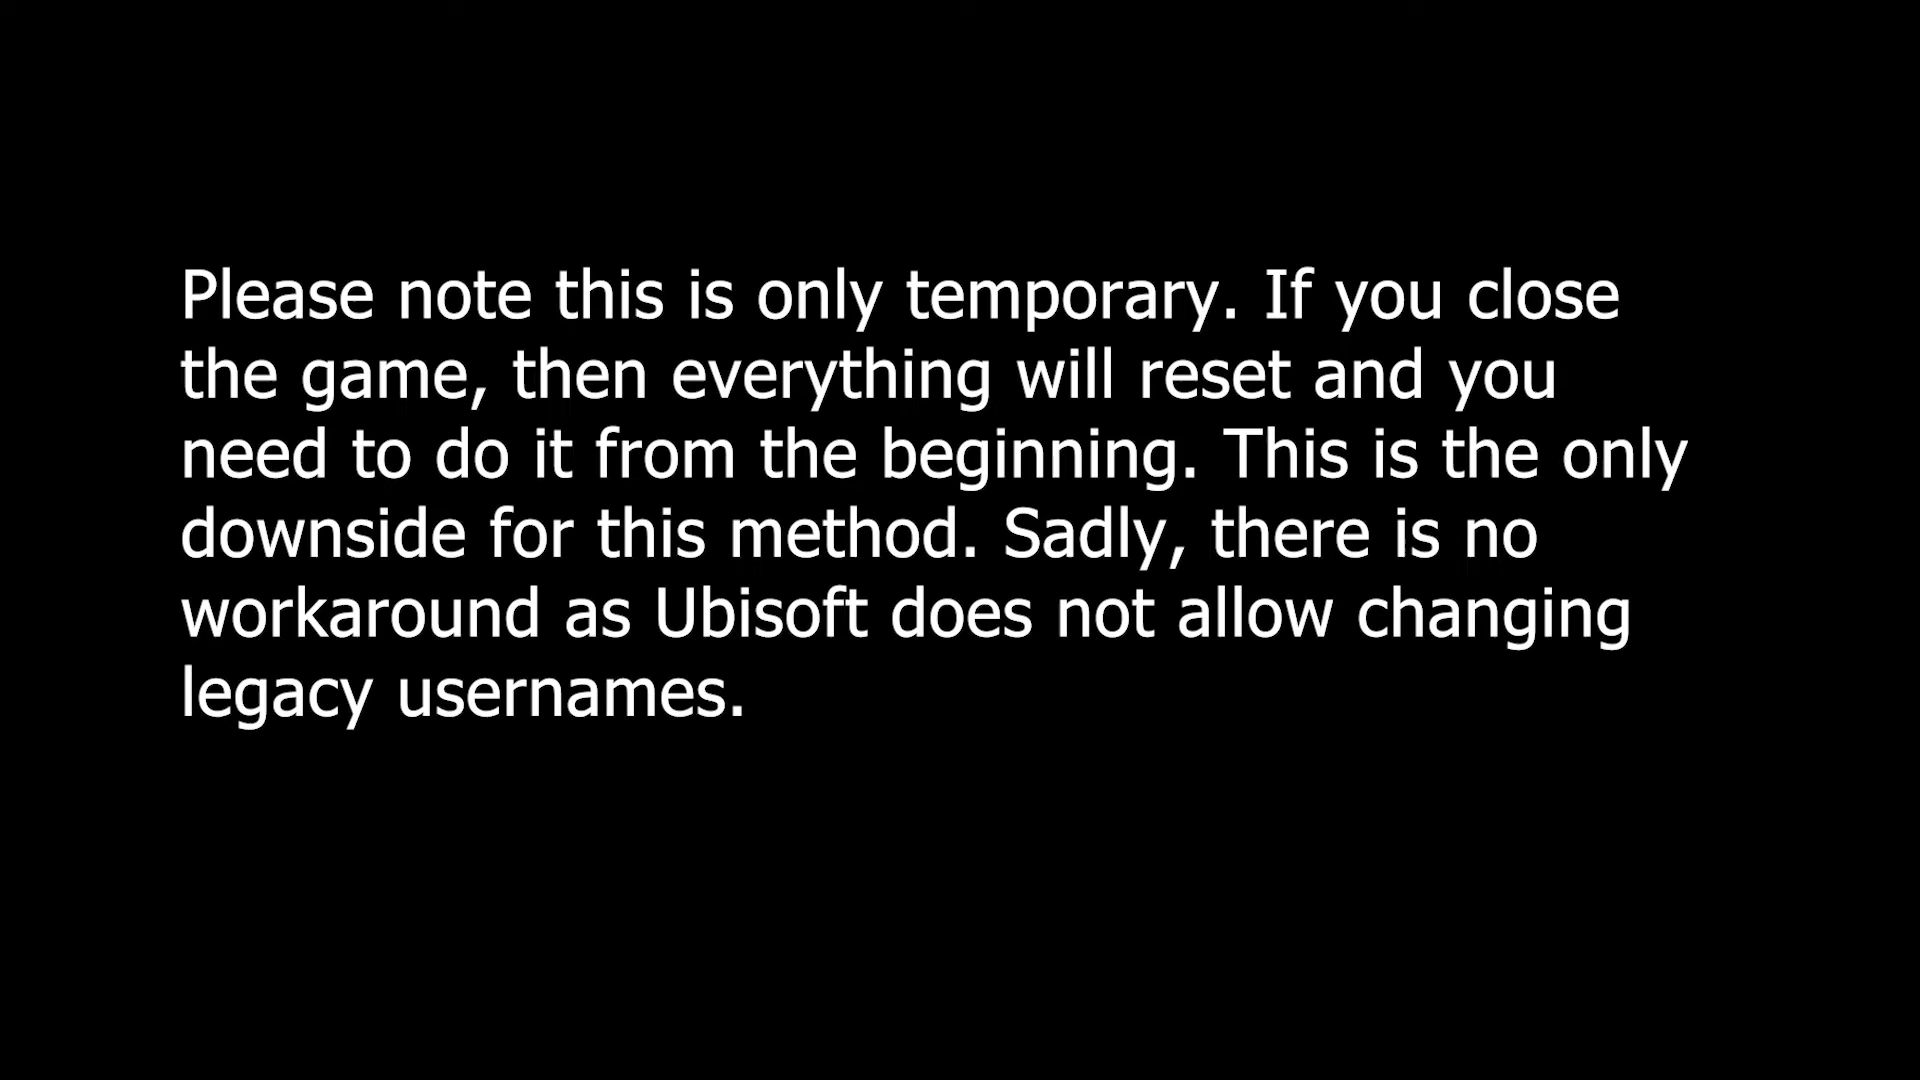 Please note this is only temporary. If you close
the game, then everything will reset and you
need to do it from the beginning. This is the only
downside for this method. Sadly, there is no
workaround as Ubisoft does not allow changing
legacy usernames.